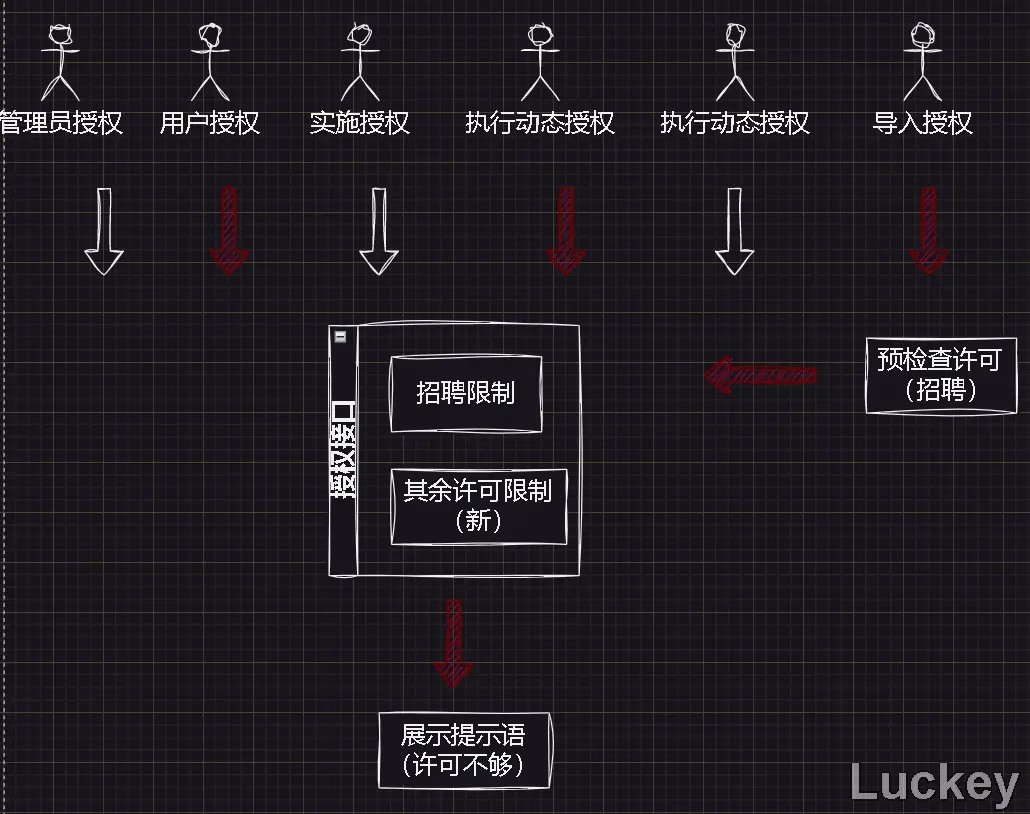 管理员授权
用户授权
实施授权
执行动态授权
执行动态授权
导入授权
授权接口
招聘限制
其余许可限制
（新）
预检查许可
（招聘）
展示提示语
（许可不够）
Luckey